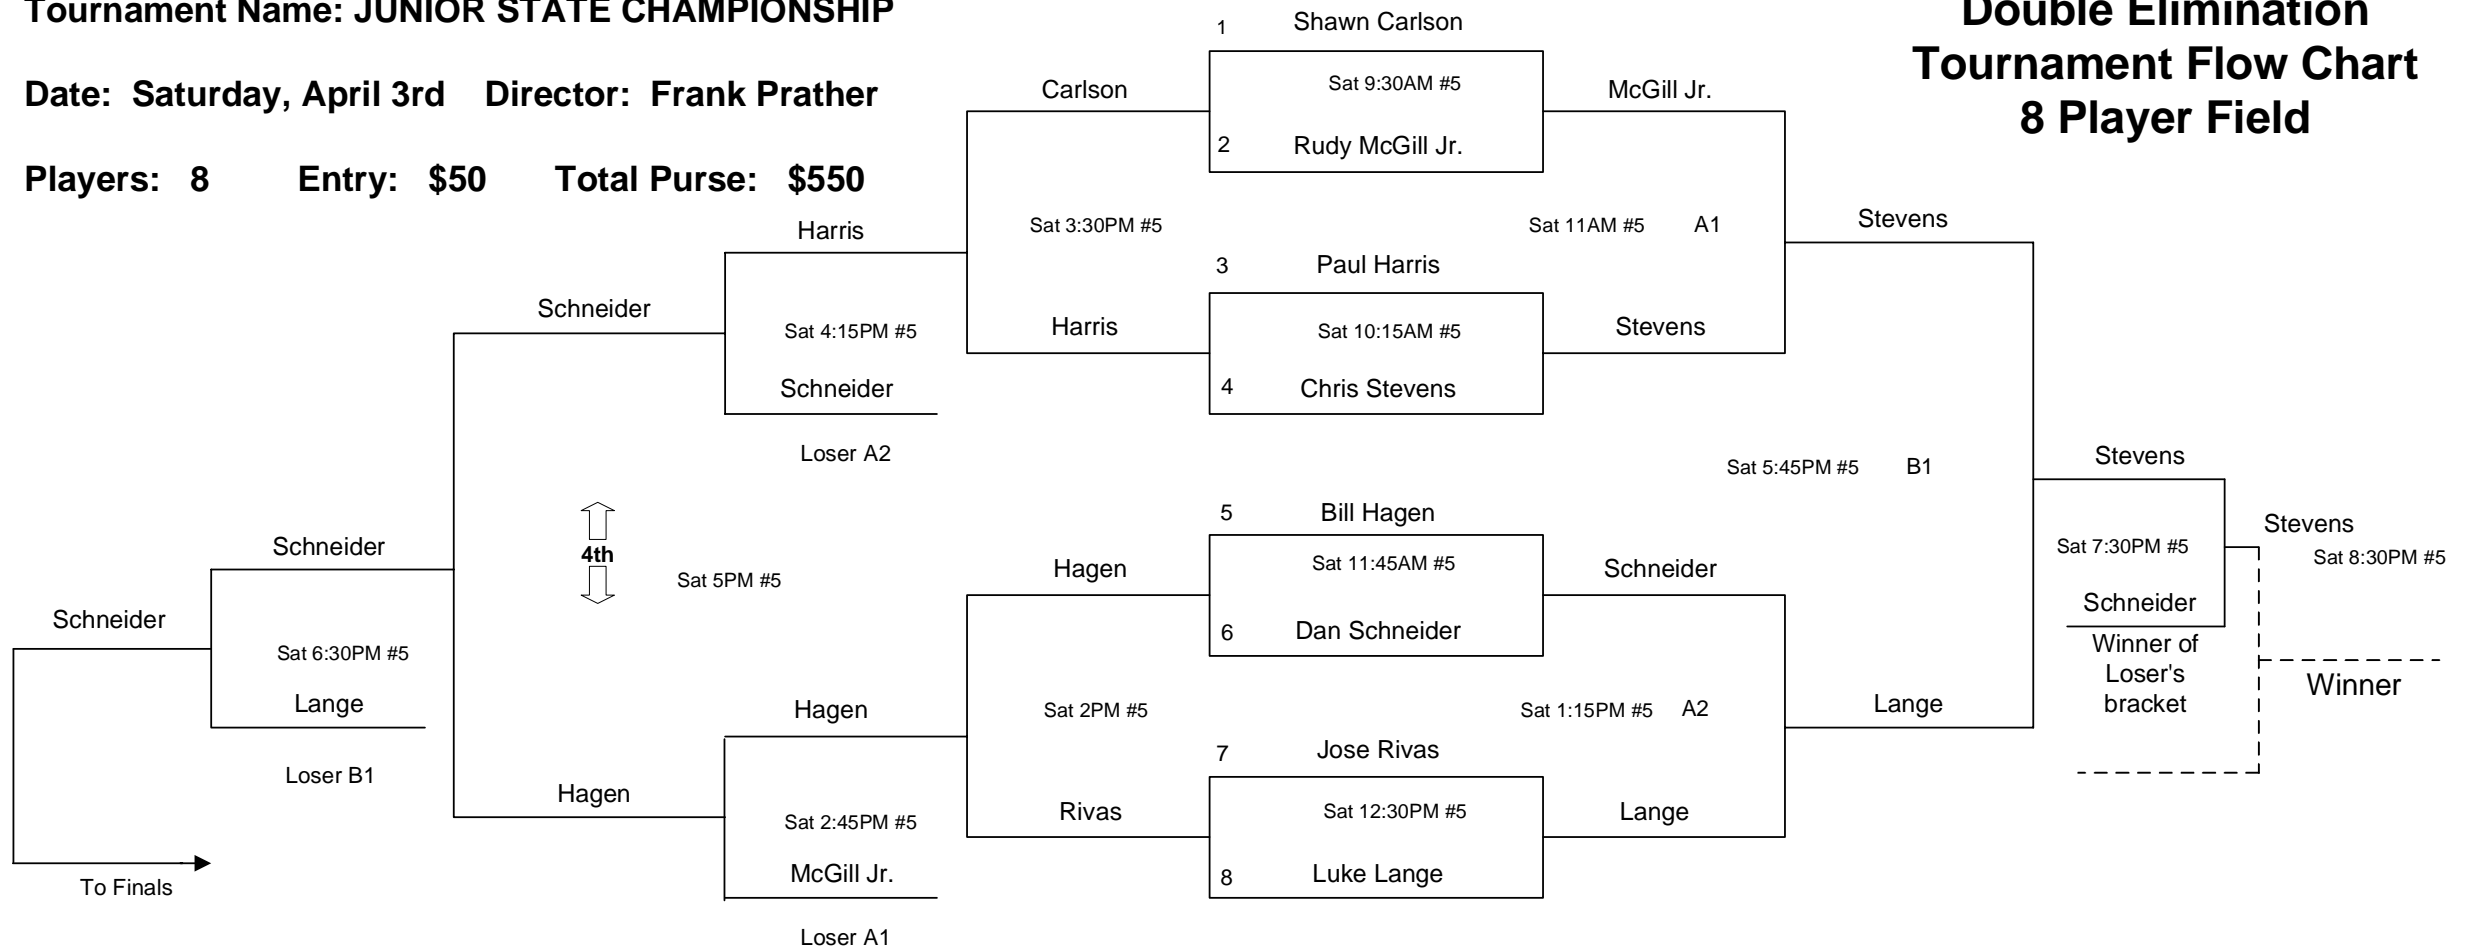 Tournament Name: JUNIOR STATE CHAMPIONSHIP
Date: Saturday, April 3rd Director: Frank Prather
Players: 8 Entry: $50 Total Purse: $550
Double Elimination
Tournament Flow Chart
8 Player Field
1 Shawn Carlson
Carlson
Sat 9:30AM #5
McGill Jr.
2 Rudy McGill Jr.
Harris
Sat 3:30PM #5
Sat 11AM #5 A1
Stevens
3 Paul Harris
Schneider
Sat 4:15PM #5
Harris
Sat 10:15AM #5
Stevens
Schneider
4 Chris Stevens
Loser A2
Sat 5:45PM #5 B1
Stevens
5 Bill Hagen
Stevens
Schneider
4th
Sat 5PM #5
Hagen
Sat 11:45AM #5
Schneider
Sat 7:30PM #5
Sat 8:30PM #5
Schneider
Schneider
6 Dan Schneider
Winner of
Loser's
bracket
Winner
Sat 6:30PM #5
Lange
Hagen
Sat 2PM #5
Sat 1:15PM #5 A2
Lange
7 Jose Rivas
Loser B1
Hagen
Sat 2:45PM #5
Rivas
Sat 12:30PM #5
Lange
McGill Jr.
8 Luke Lange
To Finals
Loser A1